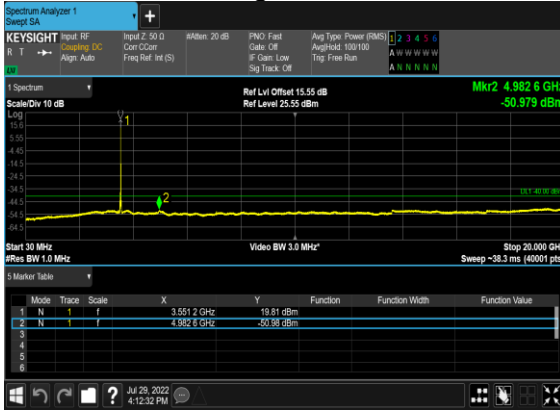 Spectrum Analyzer 1
Swept SA
+
KEYSIGHT
R T
Input: RF
Coupling: DC
Align: Auto
Input Z: 50 Ω
Corr CCorr
Freq Ref: Int (S)
#Atten: 20 dB
PNO: Fast
Gate: Off
IF Gain: Low
Sig Track: Off
Avg Type: Power (RMS)
Avg|Hold: 100/100
Trig: Free Run
1 2 3 4 5 6
A W W W W W
A N N N N N
1 Spectrum
Scale/Div 10 dB
Ref Lvl Offset 15.55 dB
Ref Level 25.55 dBm
Mkr2 4.982 6 GHz
-50.979 dBm
Log
15.6
5.55
-4.45
-14.5
-24.5
-34.5
-44.5
-54.5
-64.5
1
2
DL1 -40.00 dBm
Start 30 MHz
#Res BW 1.0 MHz
Video BW 3.0 MHz*
Stop 20.000 GHz
Sweep ~38.3 ms (40001 pts)
5 Marker Table
Mode Trace Scale X Y Function Function Width Function Value
1 N 1 f 3.551 2 GHz 19.81 dBm
2 N 1 f 4.982 6 GHz -50.98 dBm
3
4
5
6
?
Jul 29, 2022
4:12:32 PM